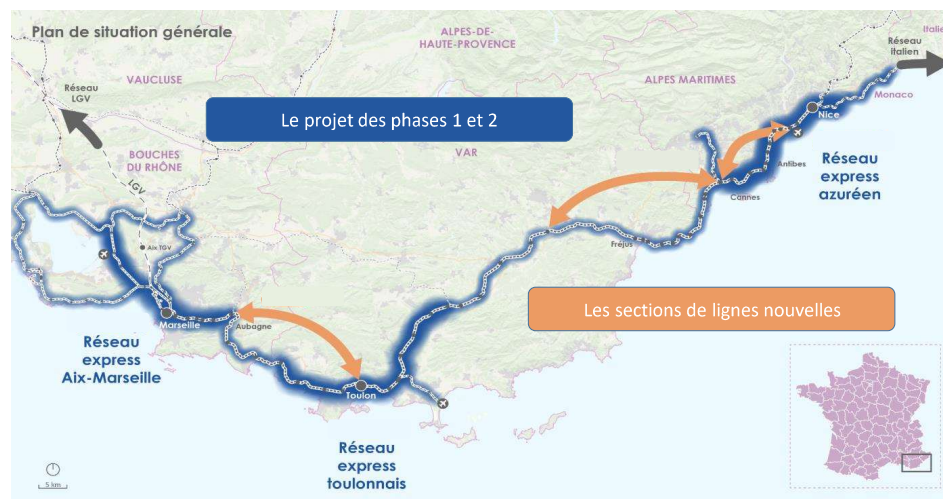 Plan de situation générale
ALPES-DE-
HAUTE-PROVENCE
Italie
Réseau
Italien
VAUCLUSE
Réseau
LGV
ALPES MARITIMES
Monaco
Le projet des phases 1 et 2
Nice
BOUCHES
DU RHÔNE
VAR
Réseau
express
azuréen
Antibes
LGV
Cannes
Aix TGV
Fréjus
Les sections de lignes nouvelles
Marseille
Aubagne
Réseau
express
Aix-Marseille
Toulon
Réseau
express
toulonnais
5 km